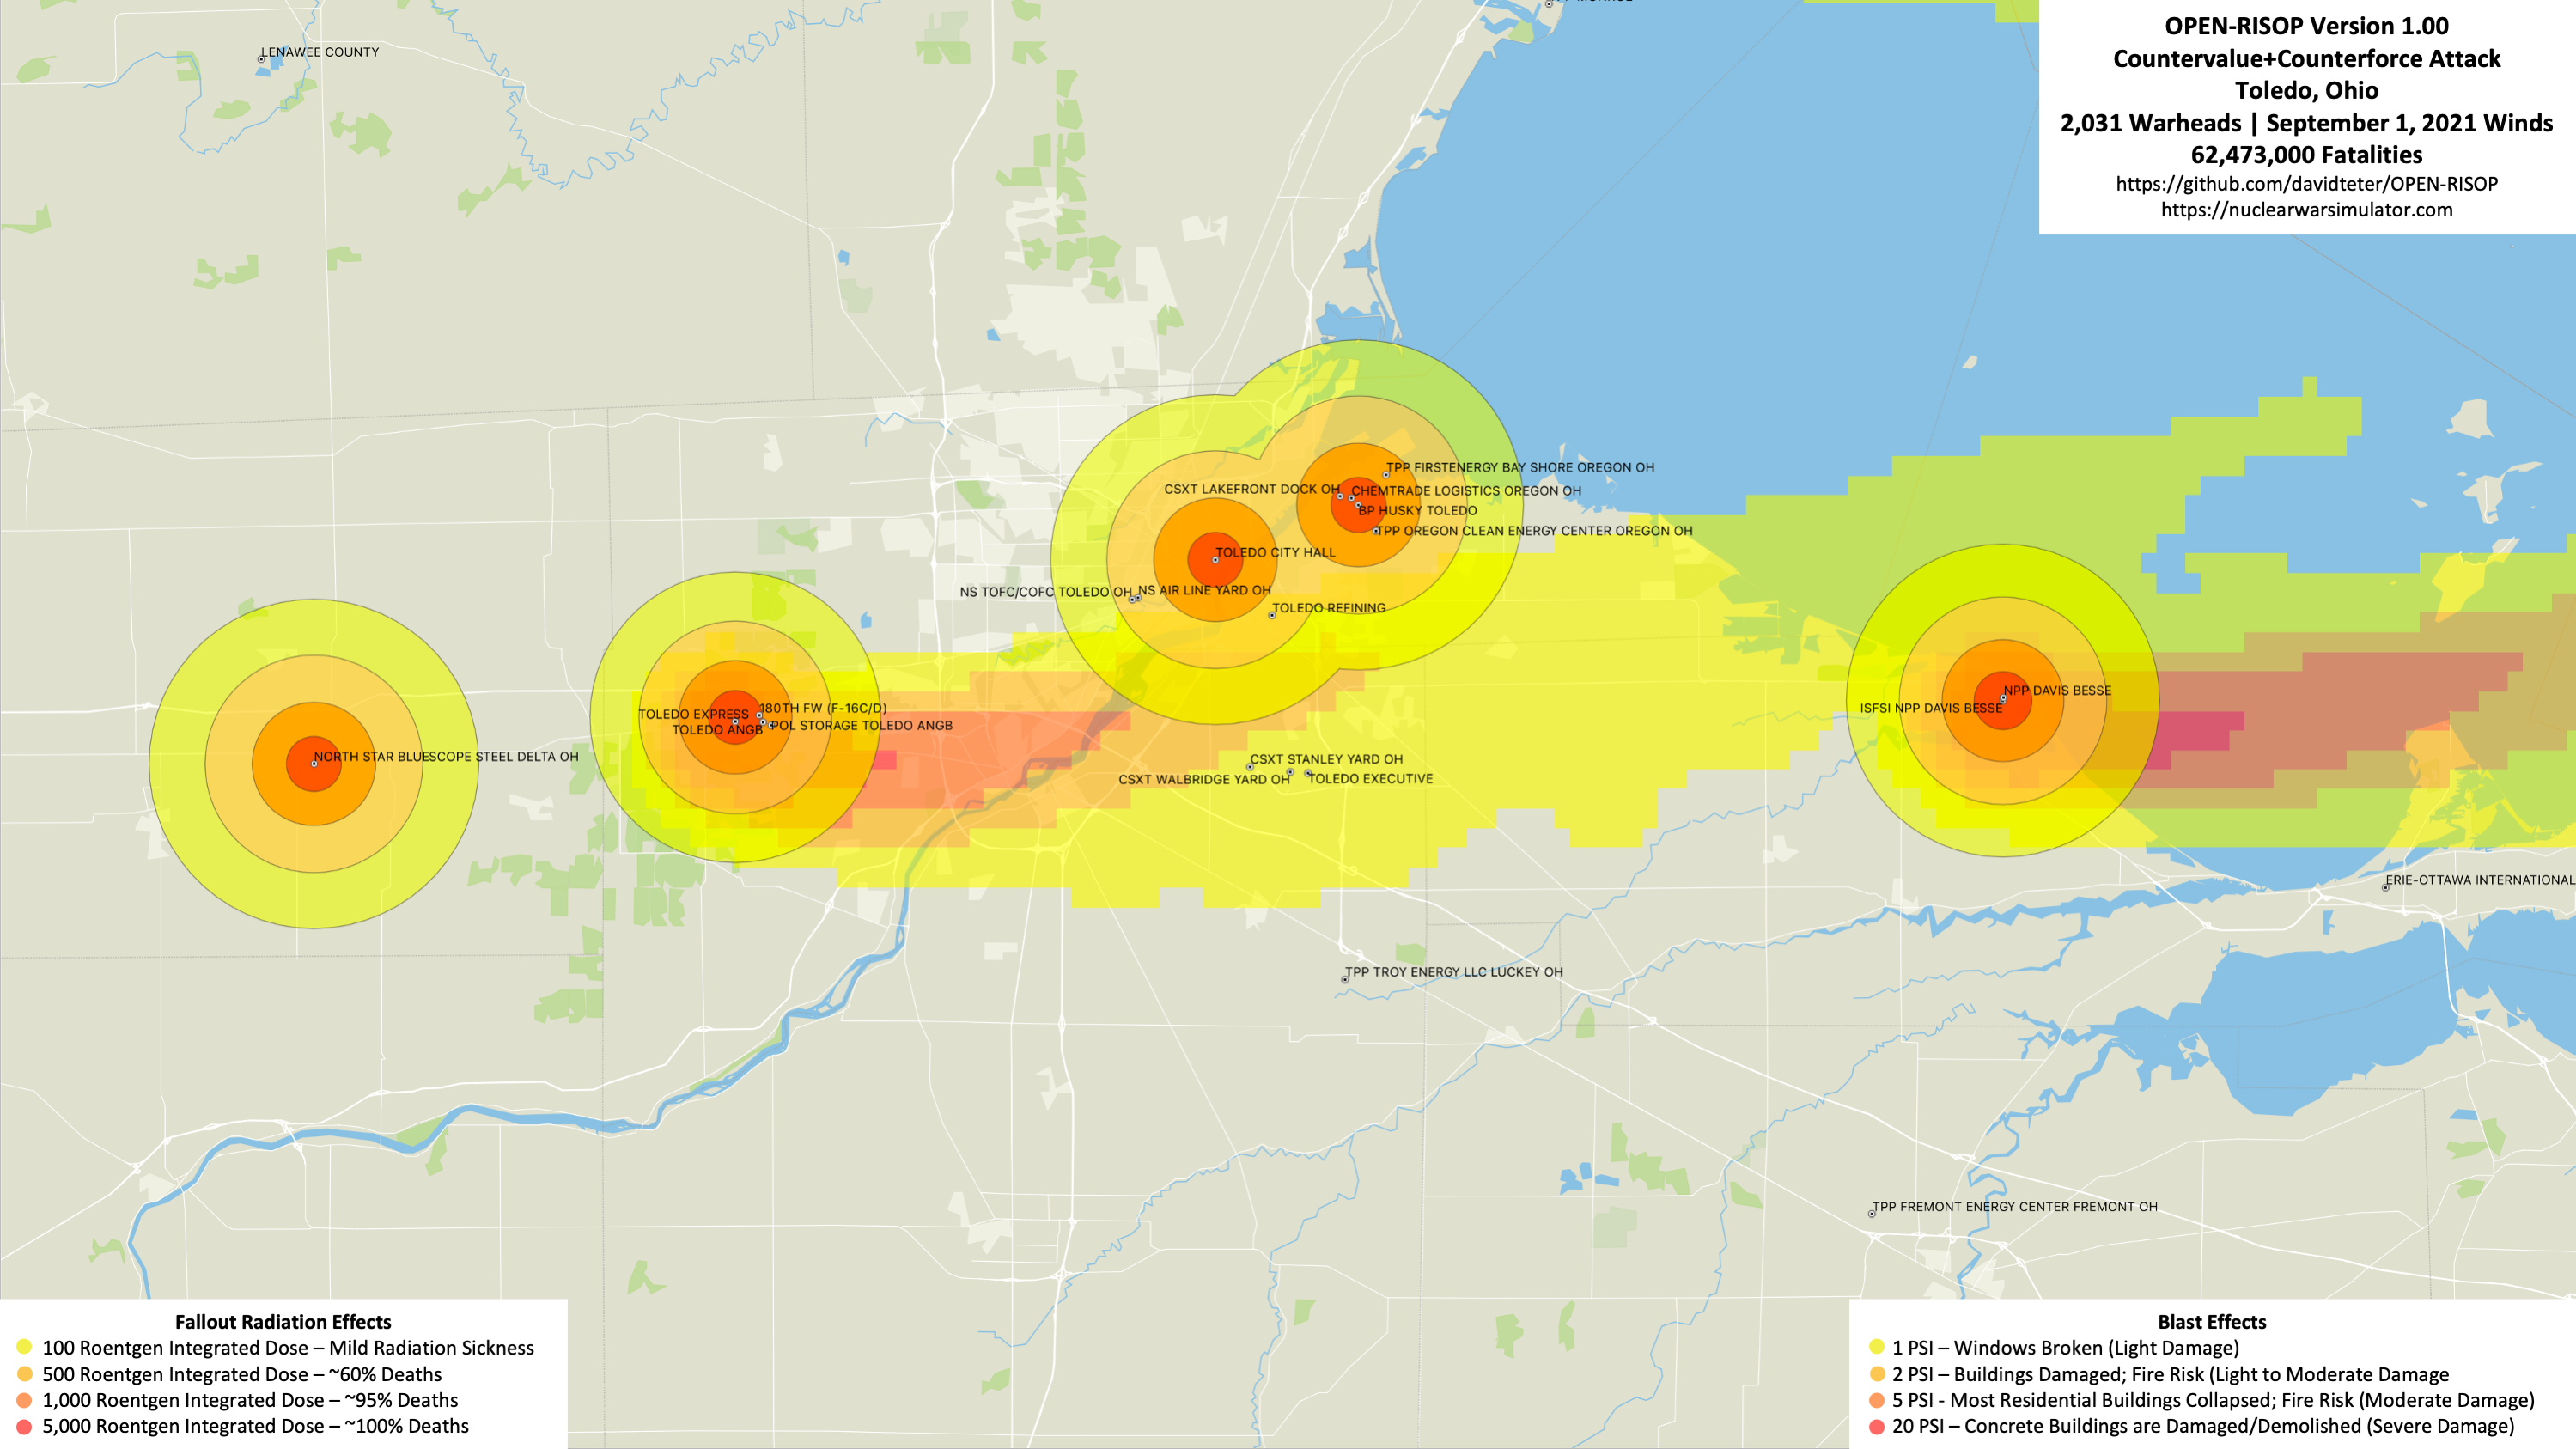 OPEN-RISOP Version 1.00
Countervalue+Counterforce Attack
Toledo, Ohio
2,031 Warheads | September 1, 2021 Winds
62,473,000 Fatalities
https://github.com/davidteter/OPEN-RISOP
https://nuclearwarsimulator.com
LENAWEE COUNTY
TPP FIRSTENERGY BAY SHORE OREGON OH
CSXT LAKEFRONT DOCK OH
CHEMTRADE LOGISTICS OREGON OH
BP HUSKY TOLEDO
TPP OREGON CLEAN ENERGY CENTER OREGON OH
TOLEDO CITY HALL
NS TOFC/COFC TOLEDO OH
NS AIR LINE YARD OH
TOLEDO REFINING
NPP DAVIS BESSE
ISFSI NPP DAVIS BESSE
180TH FW (F-16C/D)
TOLEDO EXPRESS
POL STORAGE TOLEDO ANGB
TOLEDO ANGB
NORTH STAR BLUESCOPE STEEL DELTA OH
CSXT STANLEY YARD OH
CSXT WALBRIDGE YARD OH
TOLEDO EXECUTIVE
ERIE-OTTAWA INTERNATIONAL
TPP TROY ENERGY LLC LUCKEY OH
TPP FREMONT ENERGY CENTER FREMONT OH
Fallout Radiation Effects
100 Roentgen Integrated Dose – Mild Radiation Sickness
500 Roentgen Integrated Dose – ~60% Deaths
1,000 Roentgen Integrated Dose – ~95% Deaths
5,000 Roentgen Integrated Dose – ~100% Deaths
Blast Effects
1 PSI – Windows Broken (Light Damage)
2 PSI – Buildings Damaged; Fire Risk (Light to Moderate Damage
5 PSI - Most Residential Buildings Collapsed; Fire Risk (Moderate Damage)
20 PSI – Concrete Buildings are Damaged/Demolished (Severe Damage)